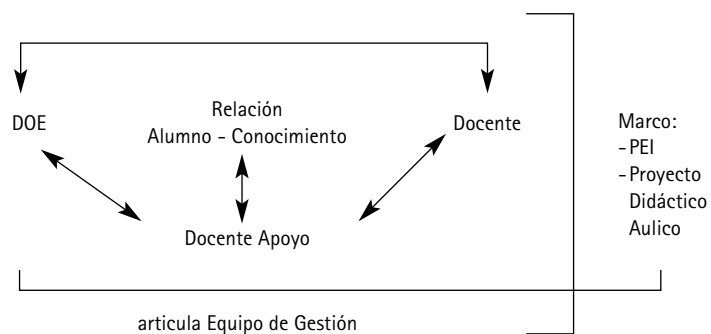 DOE
Relación
Alumno - Conocimiento
Docente
Docente Apoyo
articula Equipo de Gestión
Marco:
- PEI
- Proyecto
Didáctico
Aulico